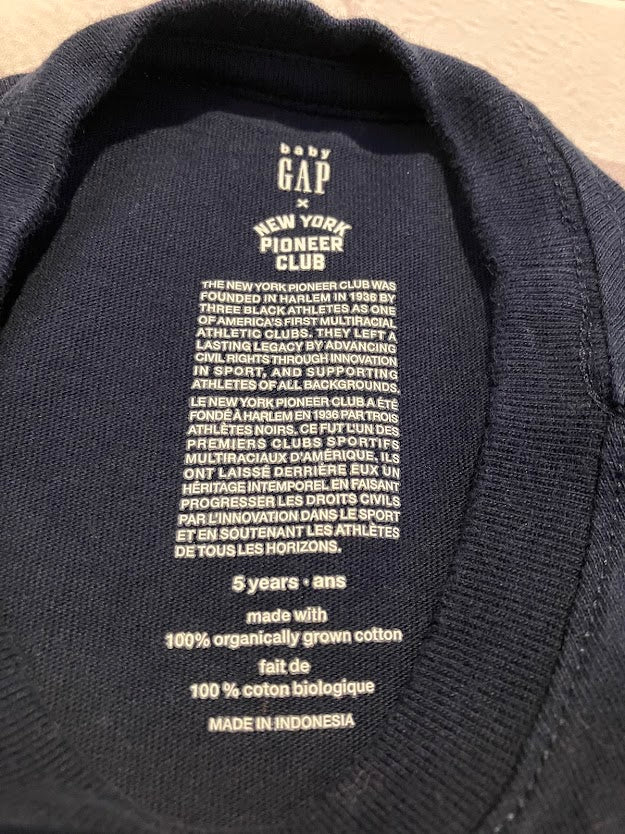 baby
GAP
×
NEW YORK
PIONEER
CLUB
THE NEW YORK PIONEER CLUB WAS
FOUNDED IN HARLEM IN 1936 BY
THREE BLACK ATHLETES AS ONE
OF AMERICA'S FIRST MULTIRACIAL
ATHLETIC CLUBS. THEY LEFT A
LASTING LEGACY BY ADVANCING
CIVIL RIGHTS THROUGH INNOVATION
IN SPORT, AND SUPPORTING
ATHLETES OF ALL BACKGROUNDS.
LE NEW YORK PIONEER CLUB A ÉTÉ
FONDÉ À HARLEM EN 1936 PAR TROIS
ATHLÈTES NOIRS. CE FUT L'UN DES
PREMIERS CLUBS SPORTIFS
MULTIRACIAUX D'AMÉRIQUE. ILS
ONT LAISSÉ DERRIÈRE EUX UN
HÉRITAGE INTEMPOREL EN FAISANT
PROGRESSER LES DROITS CIVILS
PAR L'INNOVATION DANS LE SPORT
ET EN SOUTENANT LES ATHLÈTES
DE TOUS LES HORIZONS.
5 years • ans
made with
100% organically grown cotton
fait de
100 % coton biologique
MADE IN INDONESIA